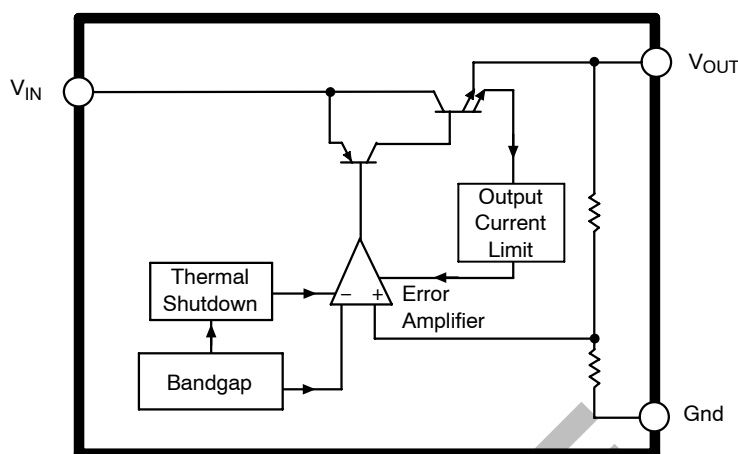 V_IN
V_OUT
Output
Current
Limit
Thermal
Shutdown
− +
Error
Amplifier
Bandgap
Gnd